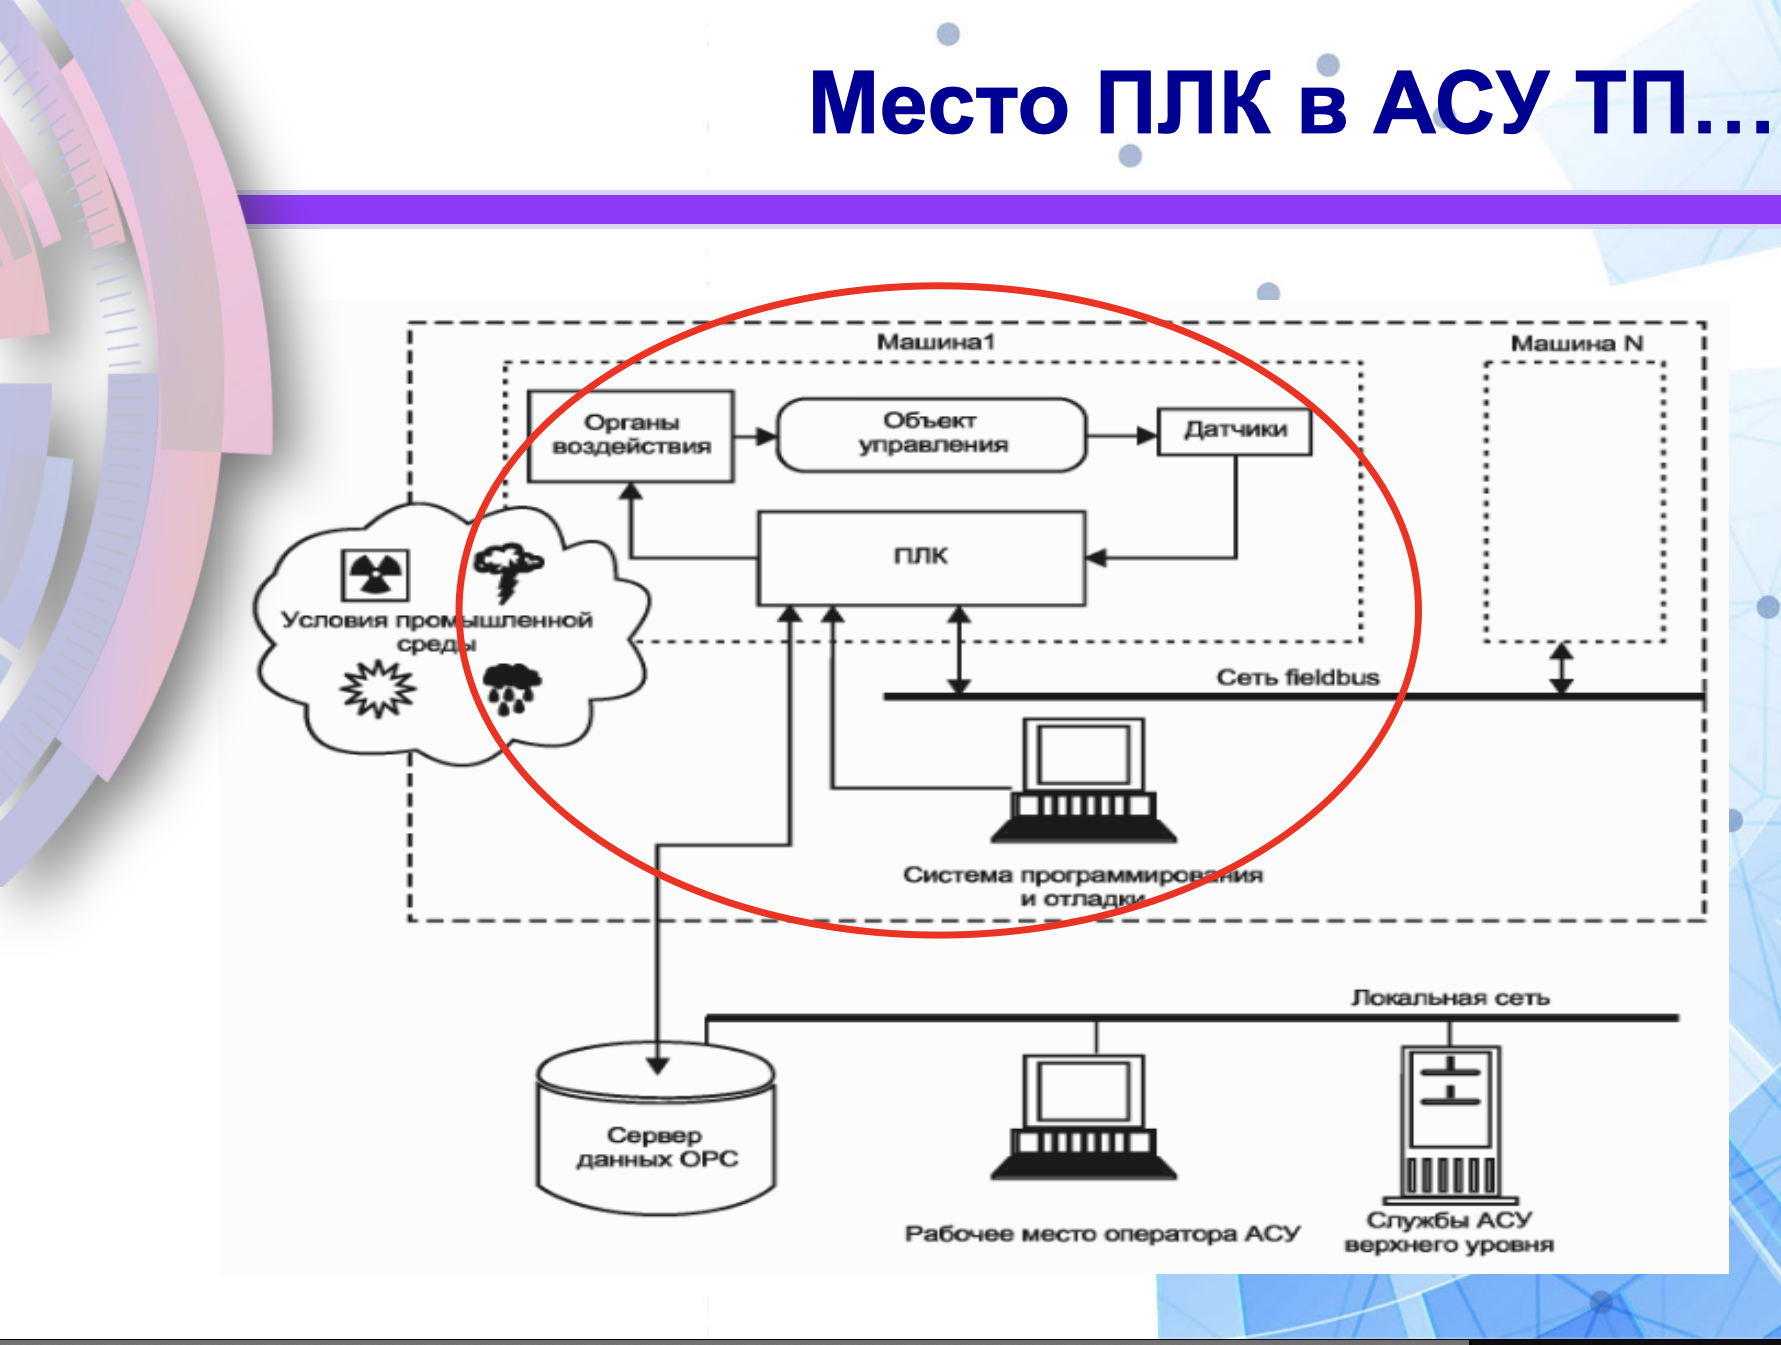 Место ПЛК в АСУ ТП...
Машина1
Машина N
Органы
воздействия
Объект
управления
Датчики
ПЛК
Условия промышленной
среды
Сеть fieldbus
Система программирования
и отладки
Локальная сеть
Сервер
данных OPC
Рабочее место оператора АСУ
Службы АСУ
верхнего уровня